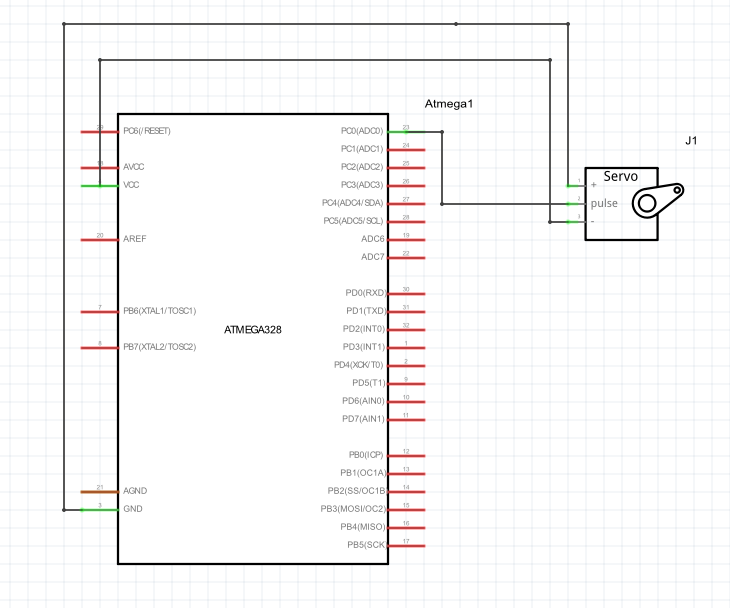 Atmega1
J1
29 PC6(/RESET)
AVCC
VCC
20 AREF
7 PB6(XTAL1/TOSC1)
8 PB7(XTAL2/TOSC2)
21 AGND
3 GND
ATMEGA328
PC0(ADC0) 23
PC1(ADC1) 24
PC2(ADC2) 25
PC3(ADC3) 26
PC4(ADC4/SDA) 27
PC5(ADC5/SCL) 28
ADC6 19
ADC7 22
PD0(RXD) 30
PD1(TXD) 31
PD2(INT0) 32
PD3(INT1) 1
PD4(XCK/T0) 2
PD5(T1) 9
PD6(AIN0) 10
PD7(AIN1) 11
PB0(ICP) 12
PB1(OC1A) 13
PB2(SS/OC1B 14
PB3(MOSI/OC2) 15
PB4(MISO) 16
PB5(SCK 17
Servo
1 +
2 pulse
3 -